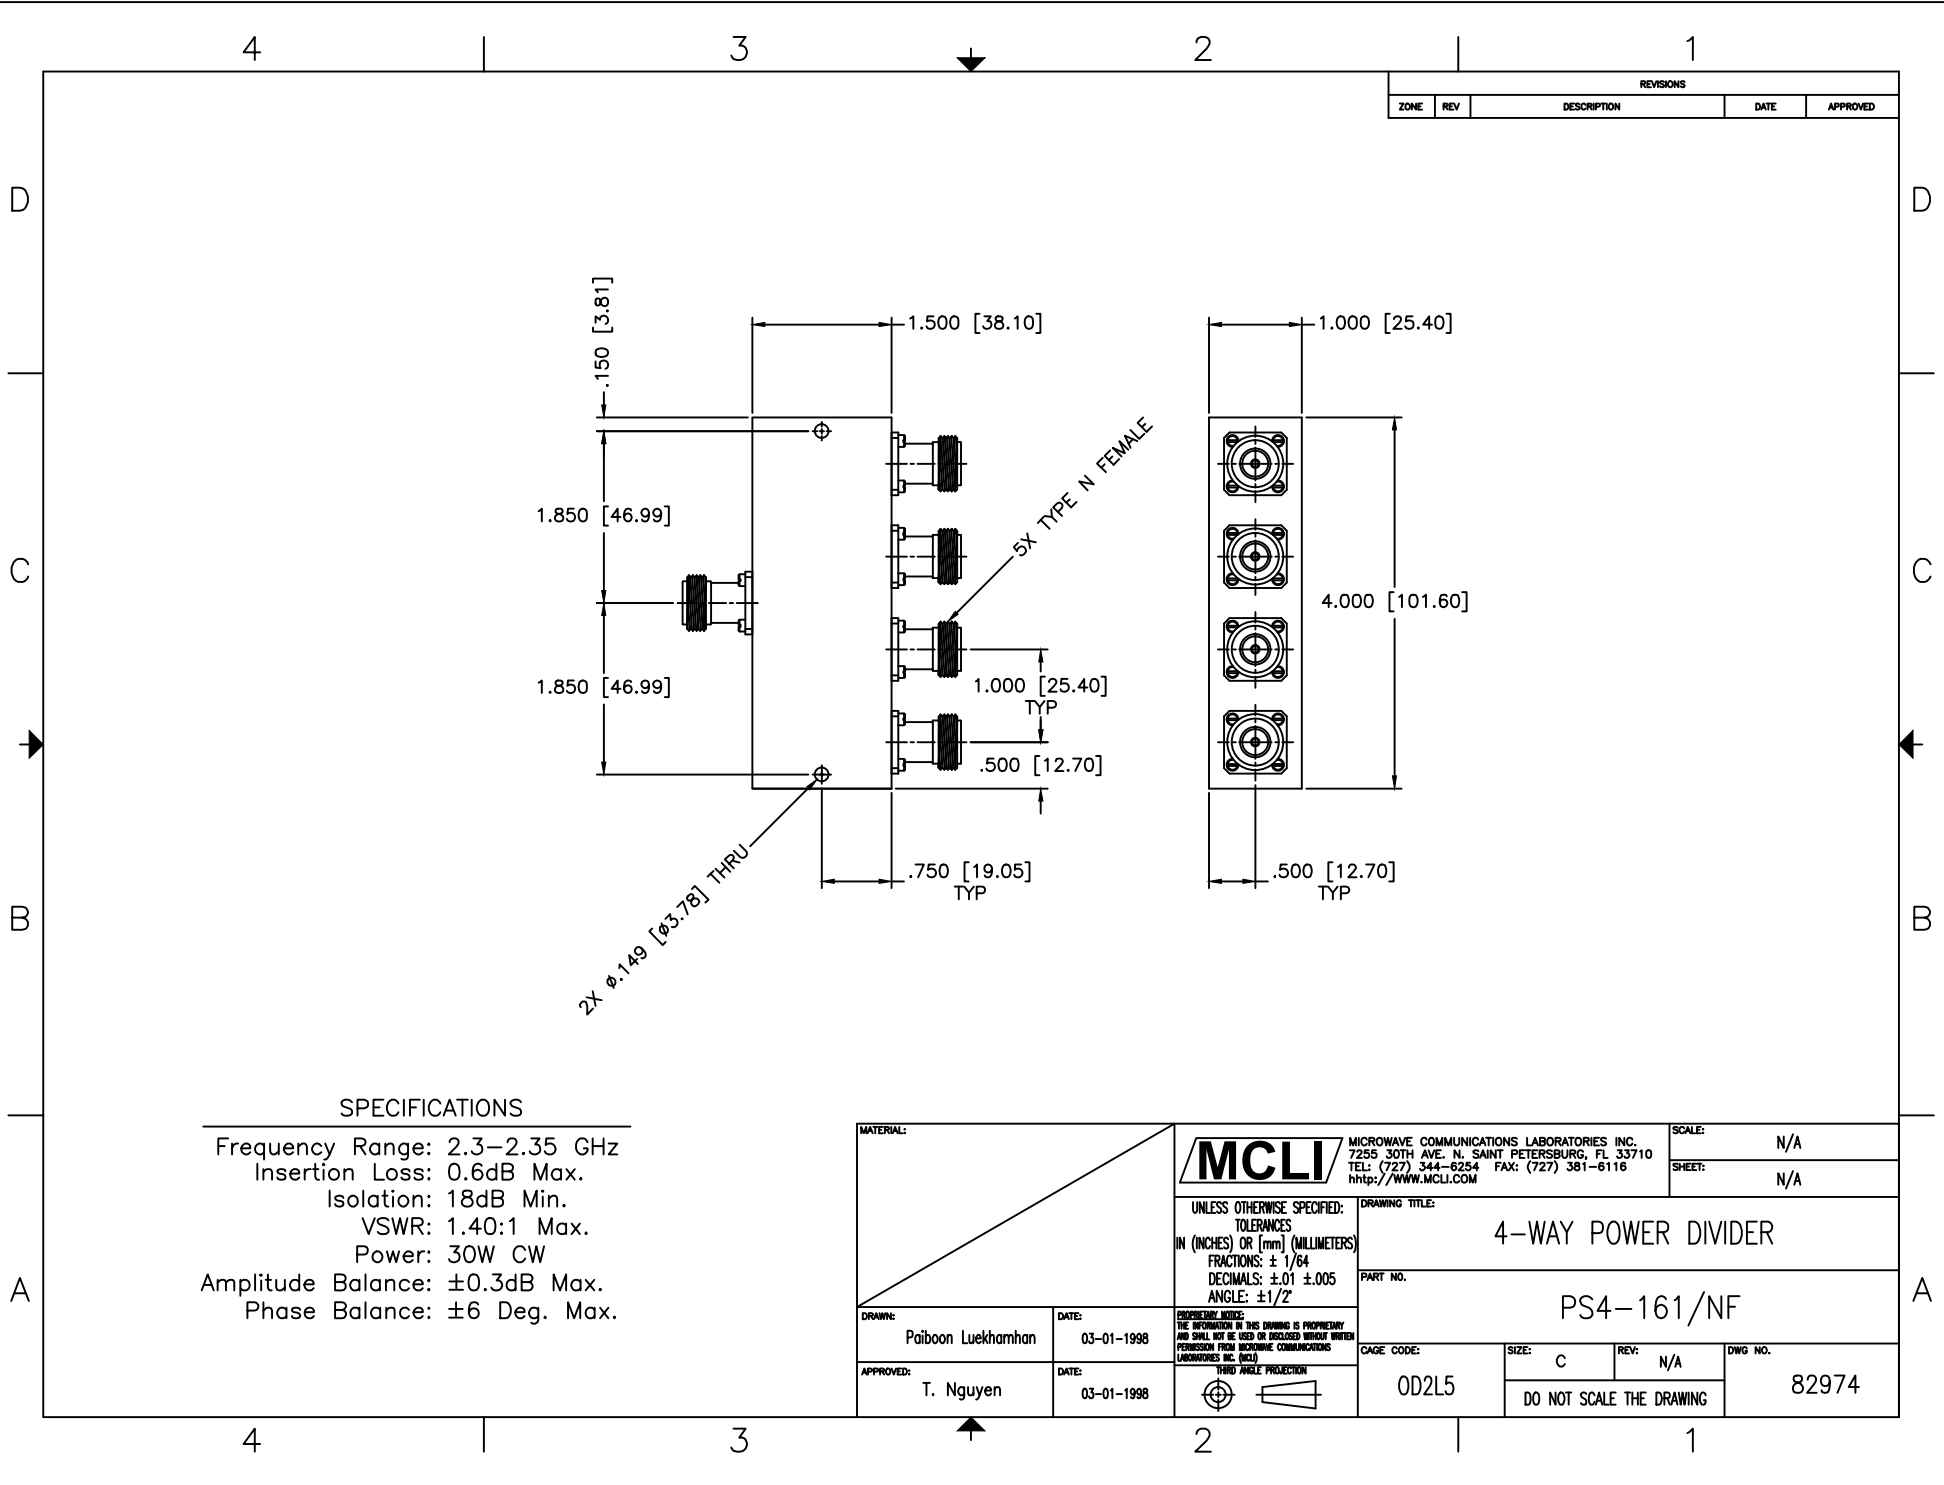 4 3 2 1
REVISIONS
ZONE REV DESCRIPTION DATE APPROVED
D D
.150 [3.81]
1.500 [38.10]
1.000 [25.40]
5X TYPE N FEMALE
1.850 [46.99]
C C
4.000 [101.60]
1.850 [46.99]
1.000 [25.40]
TYP
.500 [12.70]
.750 [19.05]
TYP
.500 [12.70]
TYP
2X ø.149 [ø3.78] THRU
B B
SPECIFICATIONS
Frequency Range: 2.3-2.35 GHz
Insertion Loss: 0.6dB Max.
Isolation: 18dB Min.
VSWR: 1.40:1 Max.
Power: 30W CW
Amplitude Balance: ±0.3dB Max.
Phase Balance: ±6 Deg. Max.
A A
MATERIAL:
MCLI
MICROWAVE COMMUNICATIONS LABORATORIES INC.
7255 30TH AVE. N. SAINT PETERSBURG, FL 33710
TEL: (727) 344-6254 FAX: (727) 381-6116
hhtp://WWW.MCLI.COM
SCALE: N/A
SHEET: N/A
UNLESS OTHERWISE SPECIFIED:
TOLERANCES
IN (INCHES) OR [mm] (MILLIMETERS)
FRACTIONS: ± 1/64
DECIMALS: ±.01 ±.005
ANGLE: ±1/2°
DRAWING TITLE:
4-WAY POWER DIVIDER
PART NO.
PS4-161/NF
DRAWN: Paiboon Luekhamhan
DATE: 03-01-1998
PROPRIETARY NOTICE:
THE INFORMATION IN THIS DRAWING IS PROPRIETARY
AND SHALL NOT BE USED OR DISCLOSED WITHOUT WRITTEN
PERMISSION FROM MICROWAVE COMMUNICATIONS
LABORATORIES INC. (MCLI)
APPROVED: T. Nguyen
DATE: 03-01-1998
THIRD ANGLE PROJECTION
CAGE CODE: OD2L5
SIZE: C
REV: N/A
DO NOT SCALE THE DRAWING
DWG NO. 82974
4 3 2 1